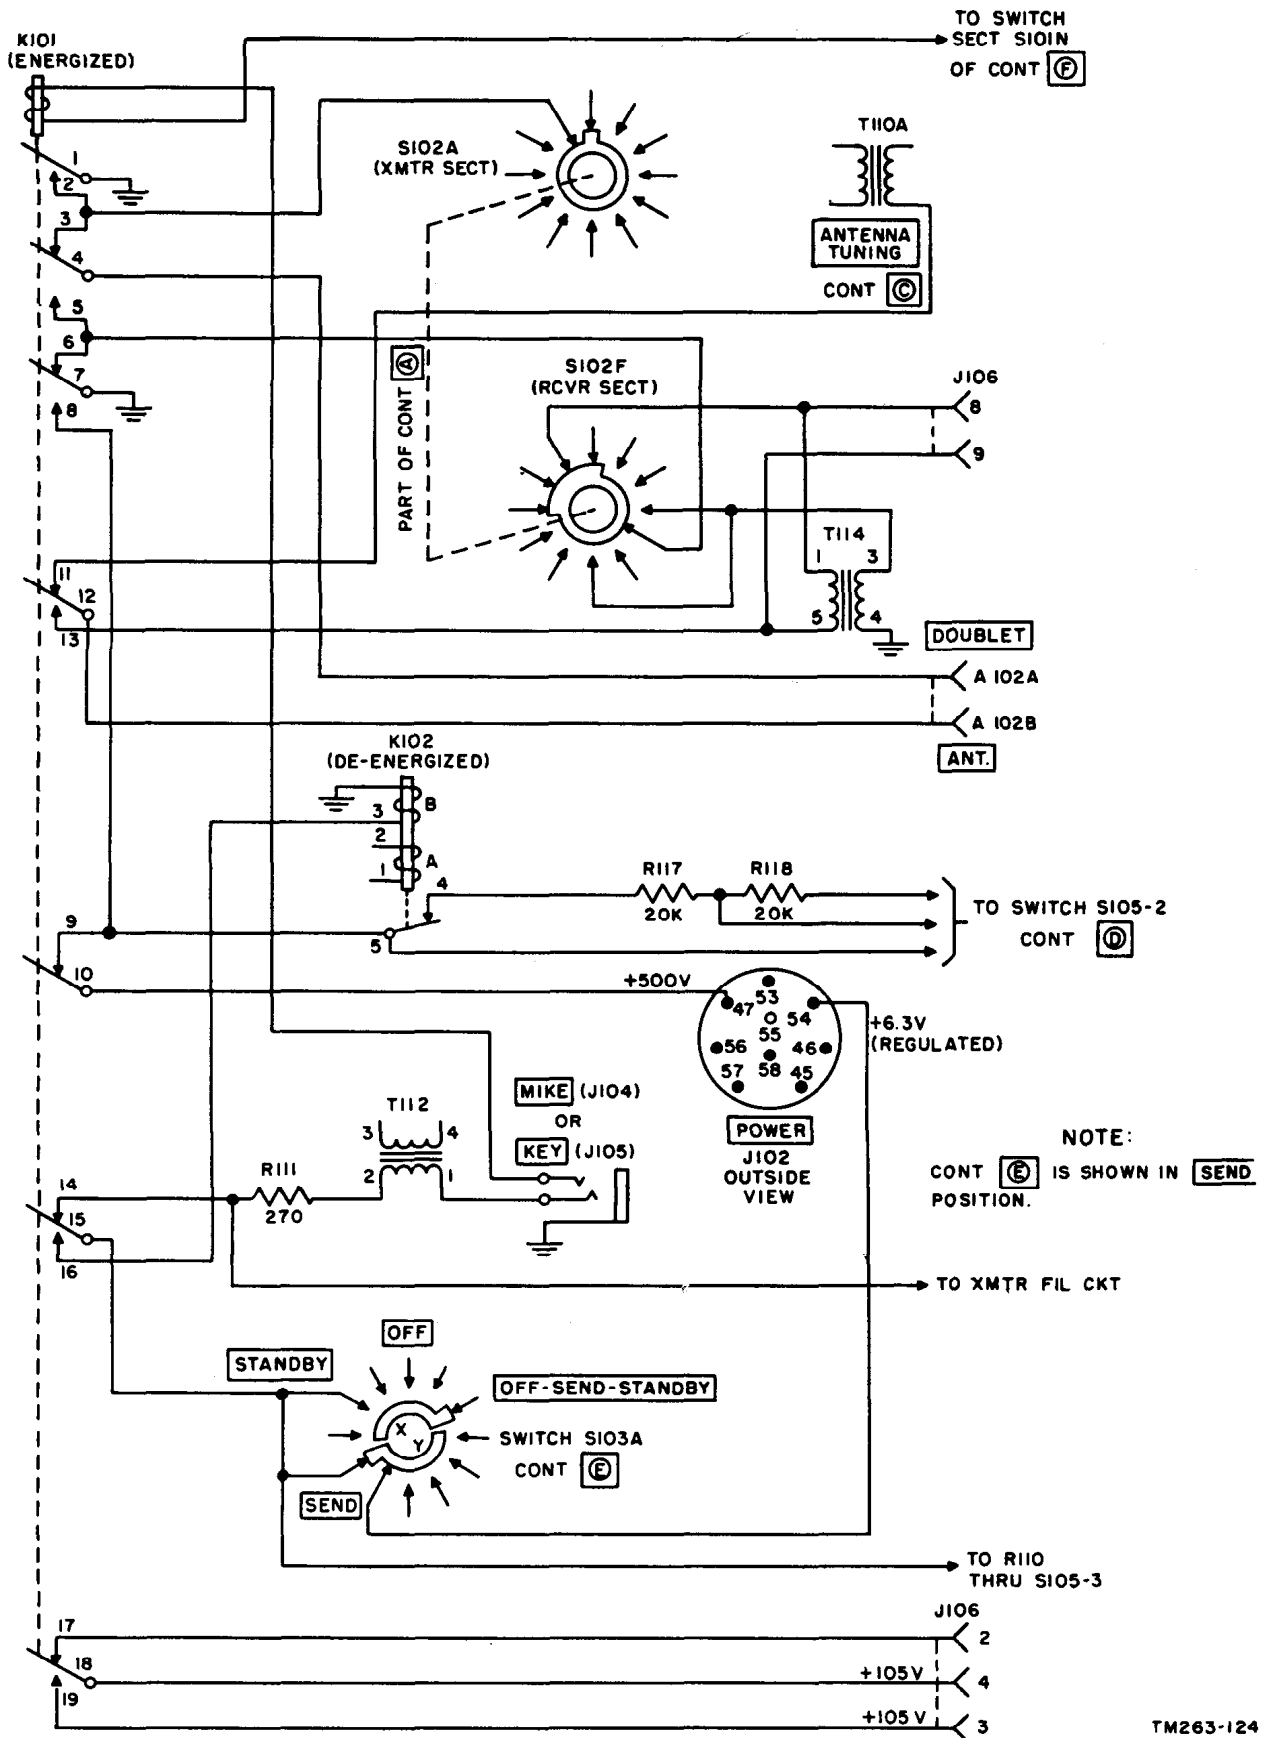 K101
(ENERGIZED)
TO SWITCH
SECT S101N
OF CONT F
1
2
3
4
5
6
7
8
S102A
(XMTR SECT)
T110A
ANTENNA
TUNING
CONT C
PART OF CONT A
S102F
(RCVR SECT)
J106
8
9
T114
1 3
5 4
11
12
13
DOUBLET
A 102A
A 102B
ANT.
K102
(DE-ENERGIZED)
B
3
2
A
1
4
5
R117
20K
R118
20K
TO SWITCH S105-2
CONT D
9
10
+500V
53
47
54
55
56
46
57
58
45
+6.3V
(REGULATED)
POWER
J102
OUTSIDE
VIEW
MIKE (J104)
OR
KEY (J105)
T112
3 4
2 1
R111
270
14
15
16
NOTE:
CONT E IS SHOWN IN SEND
POSITION.
TO XMTR FIL CKT
OFF
STANDBY
OFF-SEND-STANDBY
X
Y
SWITCH S103A
CONT E
SEND
TO R110
THRU S105-3
17
18
19
J106
2
+105V
4
+105V
3
TM263-124